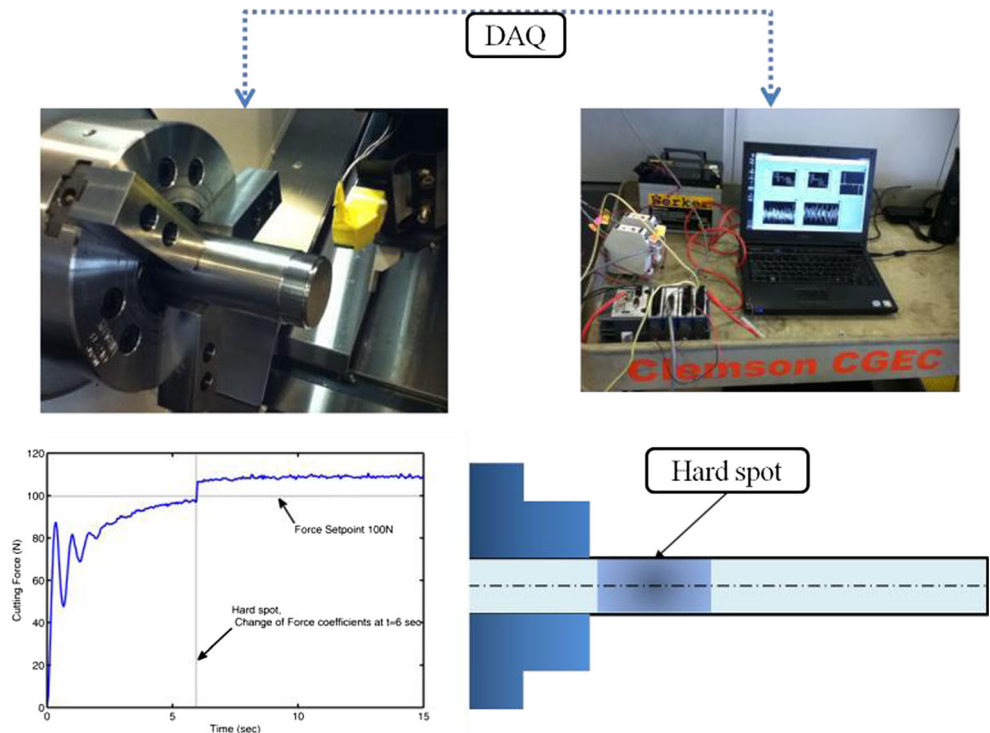 DAQ
Berker
Clemson CGEC
Hard spot
120
100
80
60
40
20
0
Cutting Force (N)
Force Setpoint 100N
Hard spot,
Change of Force coefficients at t=6 sec
0
5
10
15
Time (sec)